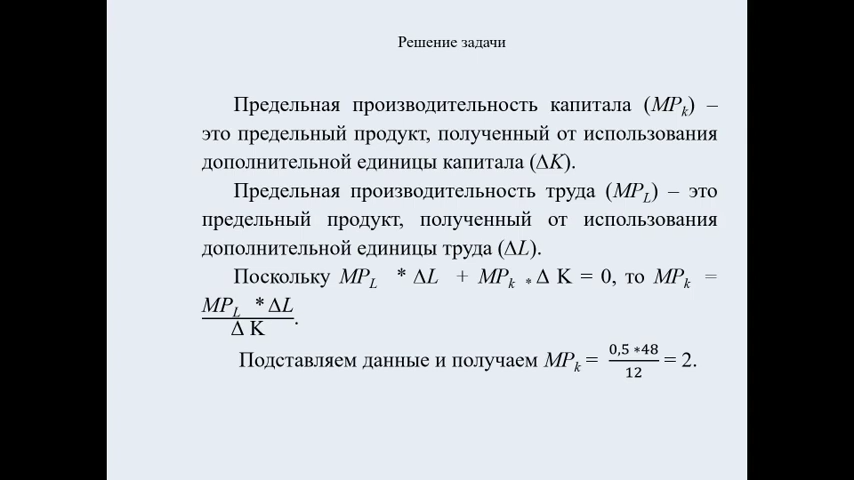 Решение задачи
Предельная производительность капитала (MPk) –
это предельный продукт, полученный от использования
дополнительной единицы капитала (ΔK).
Предельная производительность труда (MPL) – это
предельный продукт, полученный от использования
дополнительной единицы труда (ΔL).
Поскольку MPL * ΔL + MPk * Δ K = 0, то MPk =
MPL * ΔL
Δ K
.
Подставляем данные и получаем MPk = 0,5 *48 / 12 = 2.